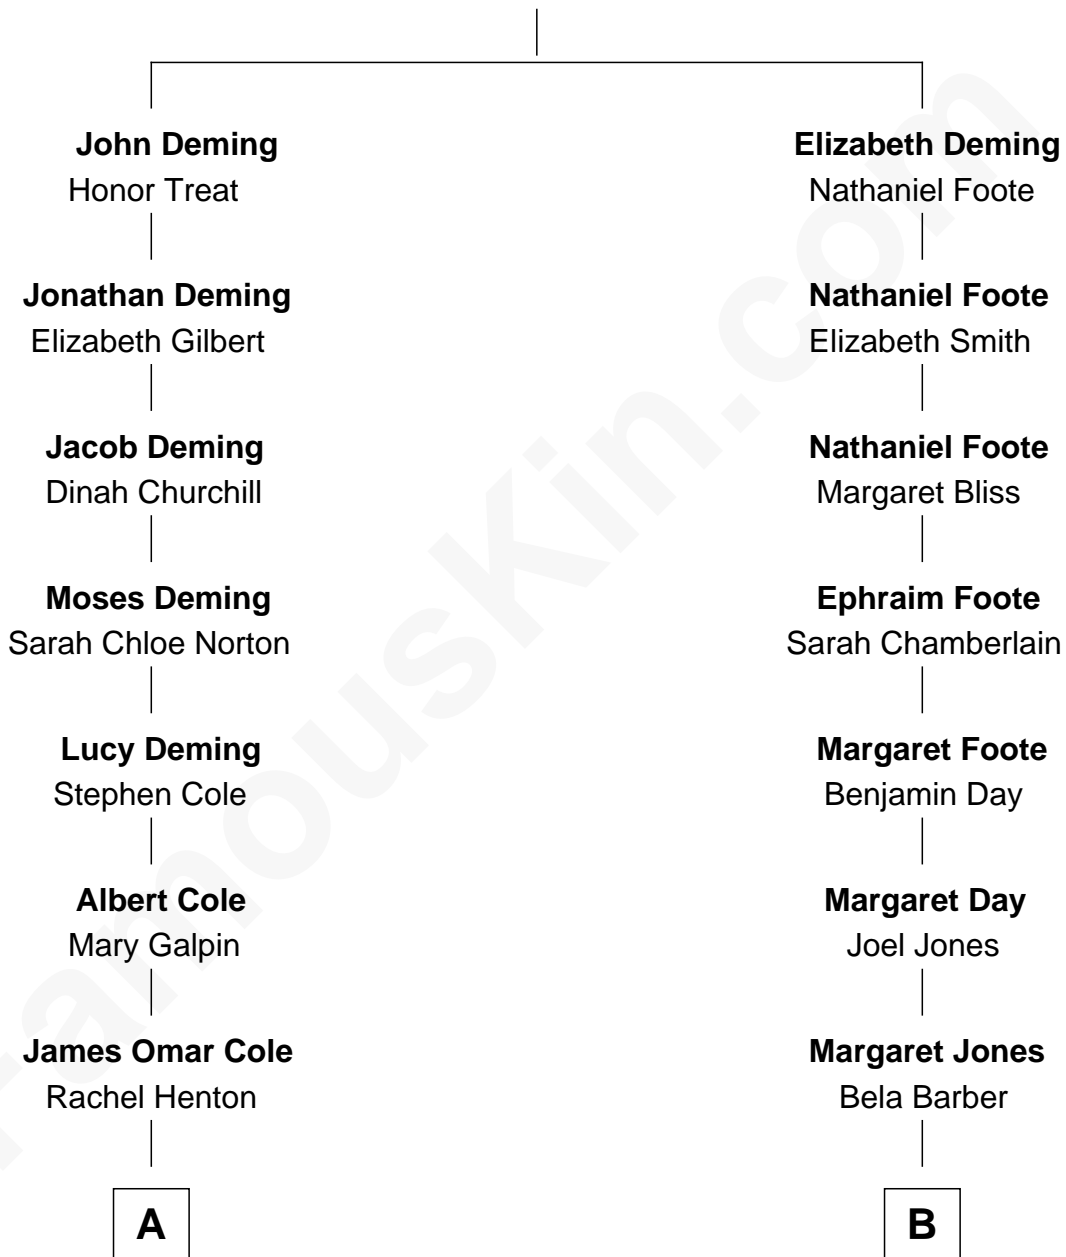 John Deming
Honor Treat
Jonathan Deming
Elizabeth Gilbert
Jacob Deming
Dinah Churchill
Moses Deming
Sarah Chloe Norton
Lucy Deming
Stephen Cole
Albert Cole
Mary Galpin
James Omar Cole
Rachel Henton
A
Elizabeth Deming
Nathaniel Foote
Nathaniel Foote
Elizabeth Smith
Nathaniel Foote
Margaret Bliss
Ephraim Foote
Sarah Chamberlain
Margaret Foote
Benjamin Day
Margaret Day
Joel Jones
Margaret Jones
Bela Barber
B
FamousKin.com